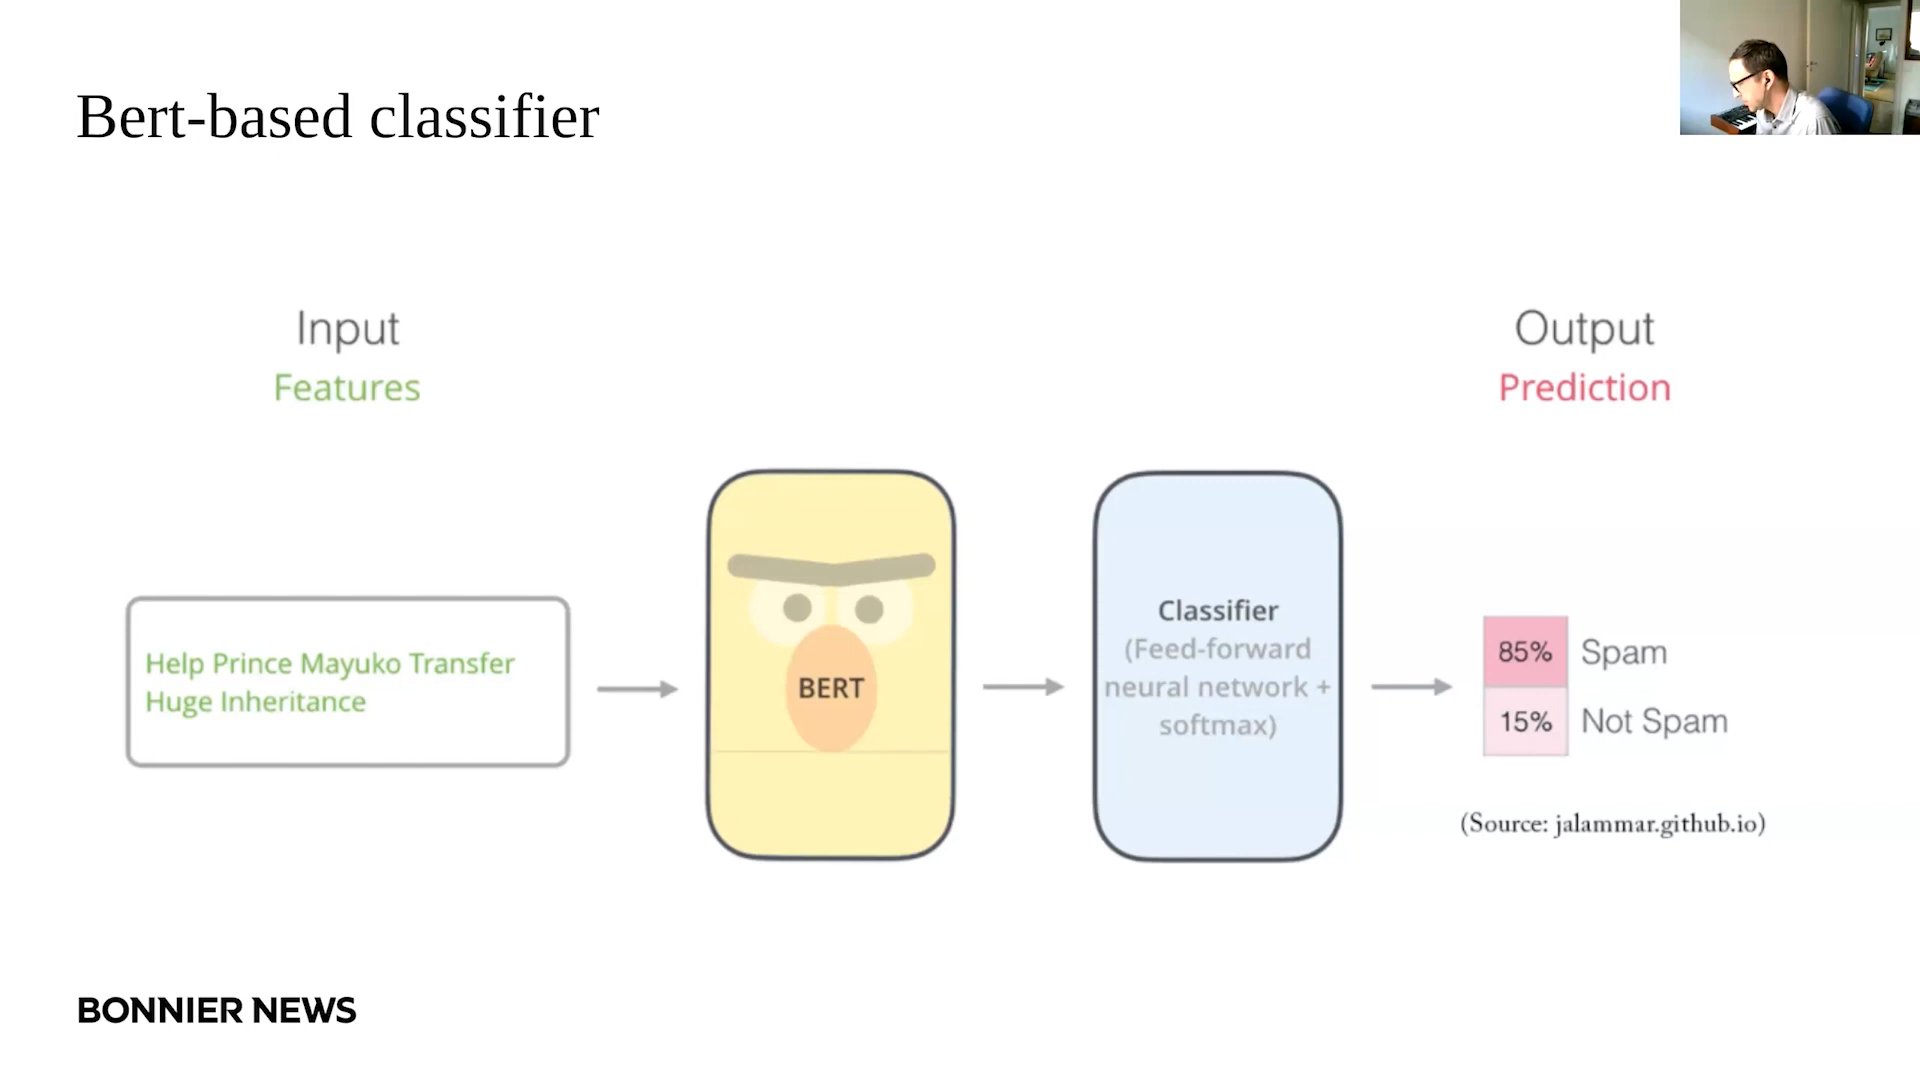 Bert-based classifier
Input
Features
Output
Prediction
Help Prince Mayuko Transfer
Huge Inheritance
BERT
Classifier
(Feed-forward
neural network +
softmax)
85% Spam
15% Not Spam
(Source: jalammar.github.io)
BONNIER NEWS